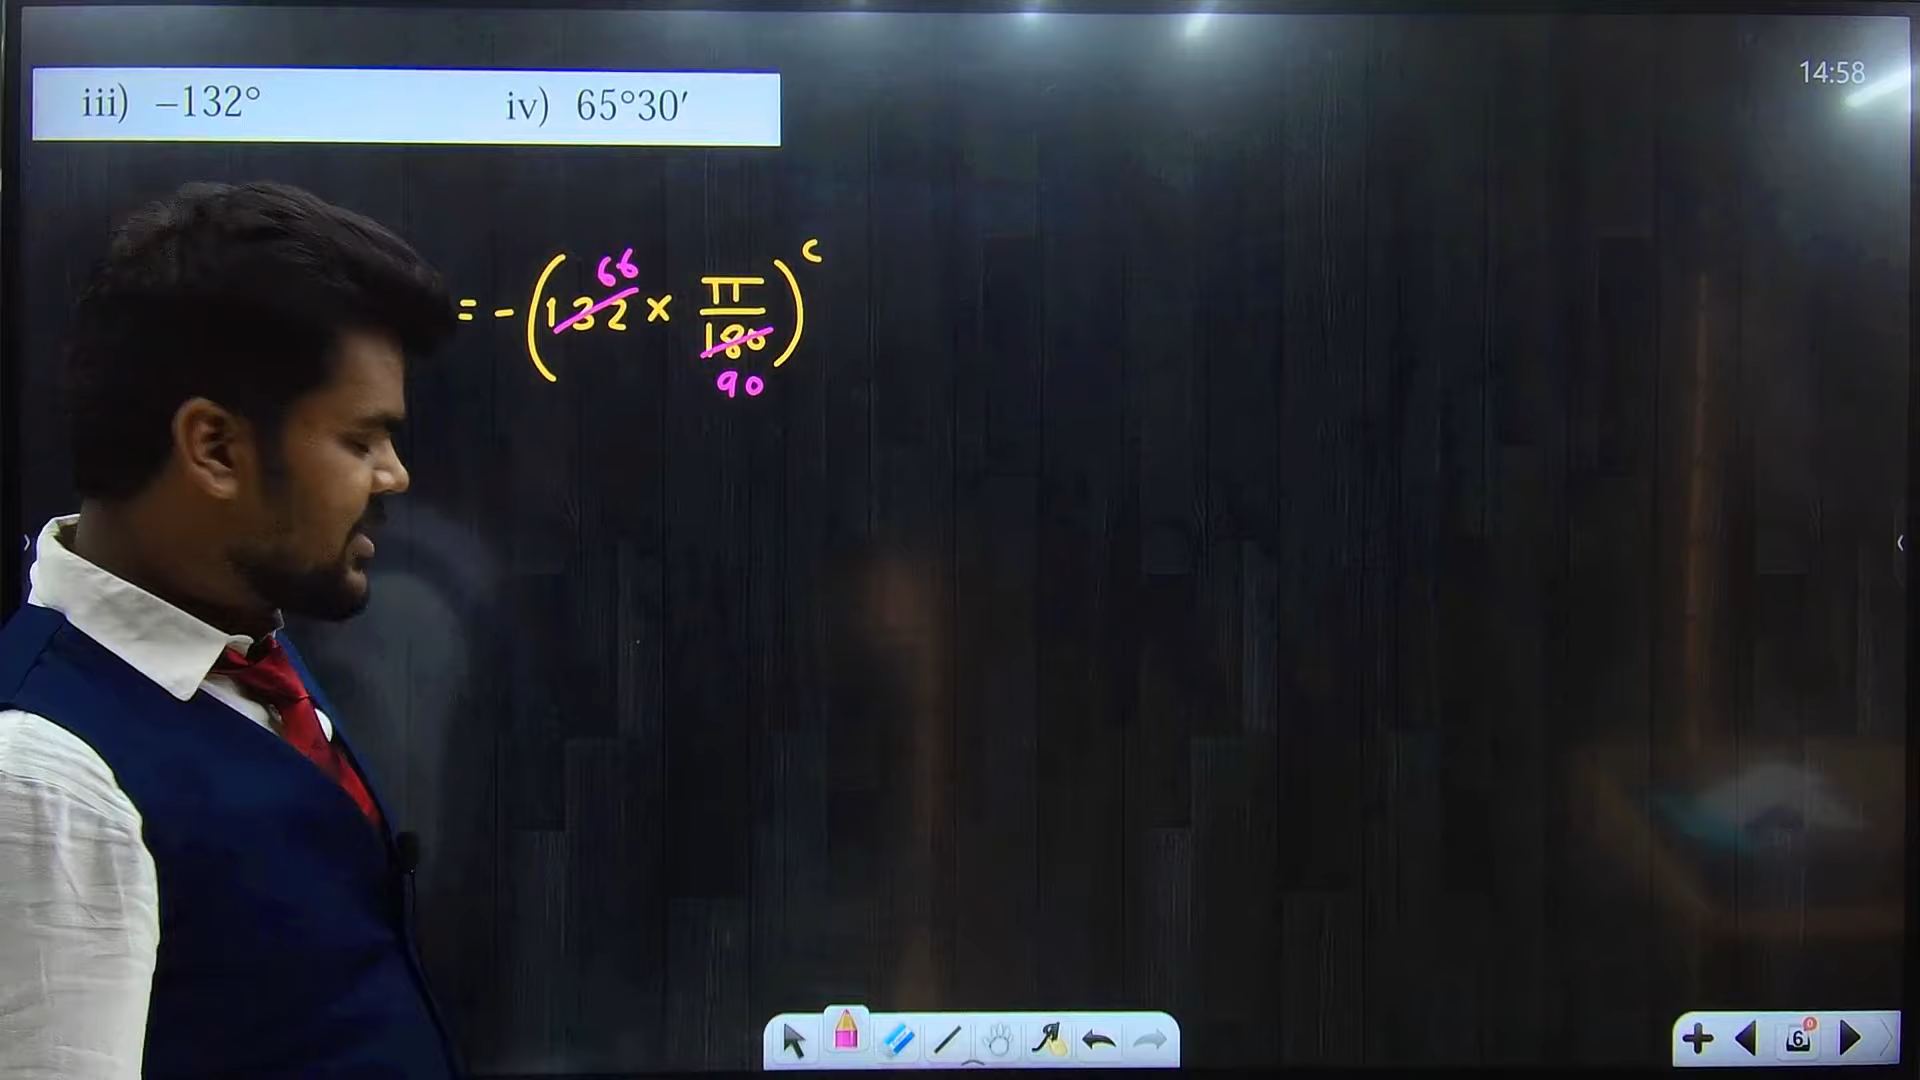 14:58
iii) –132° iv) 65°30′
66
= - (132 × π
180)ᶜ
90
6